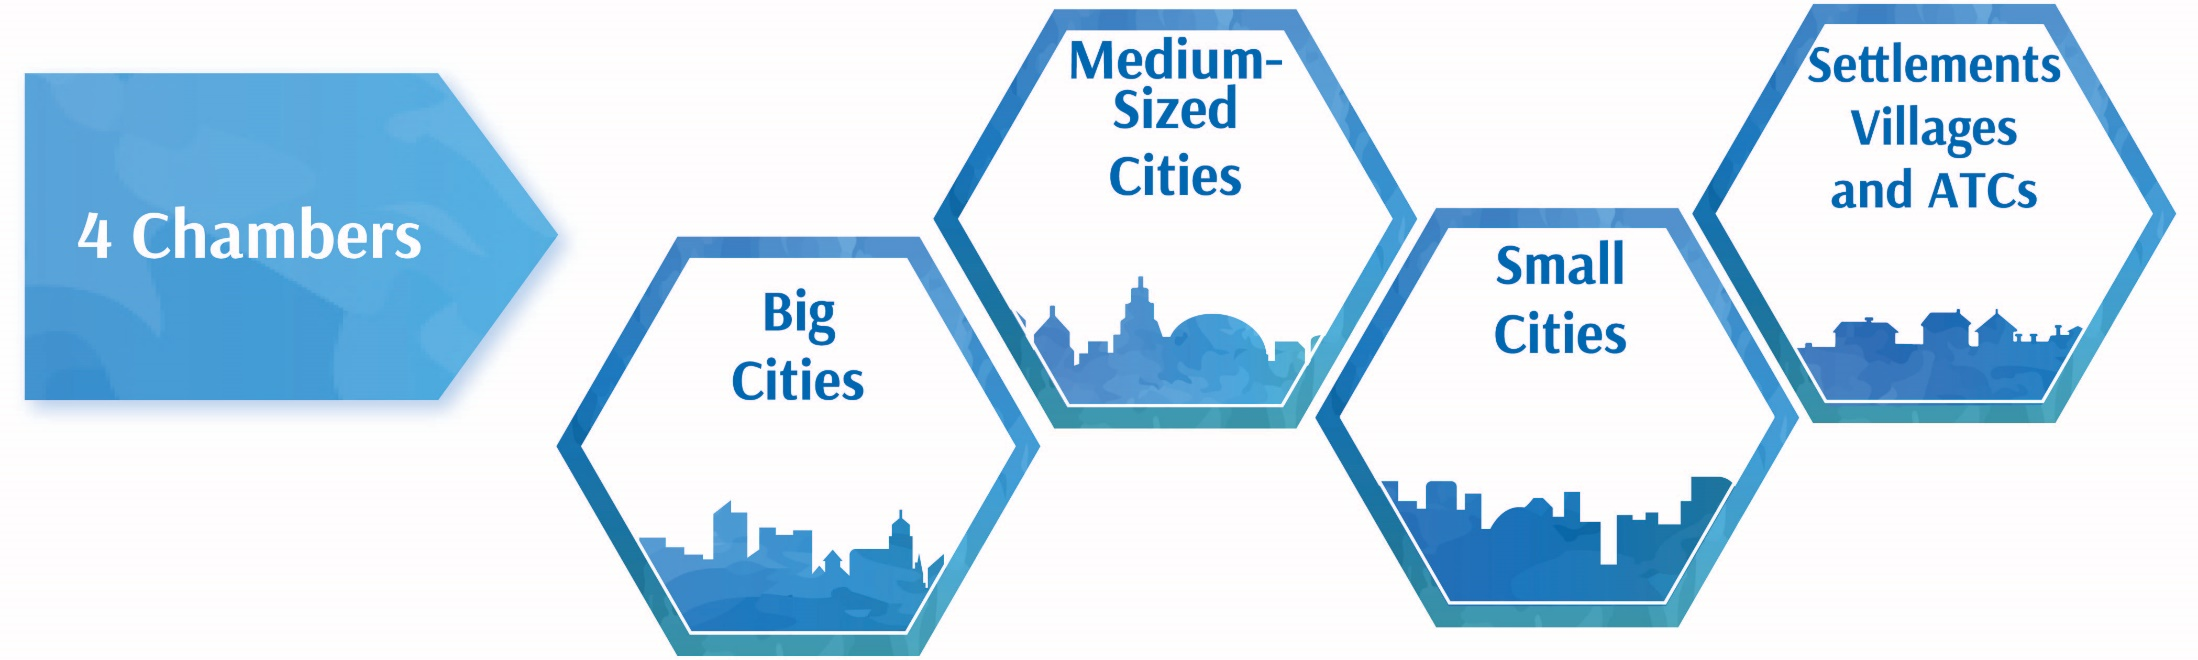 4 Chambers
Big
Cities
Medium-
Sized
Cities
Small
Cities
Settlements
Villages
and ATCs